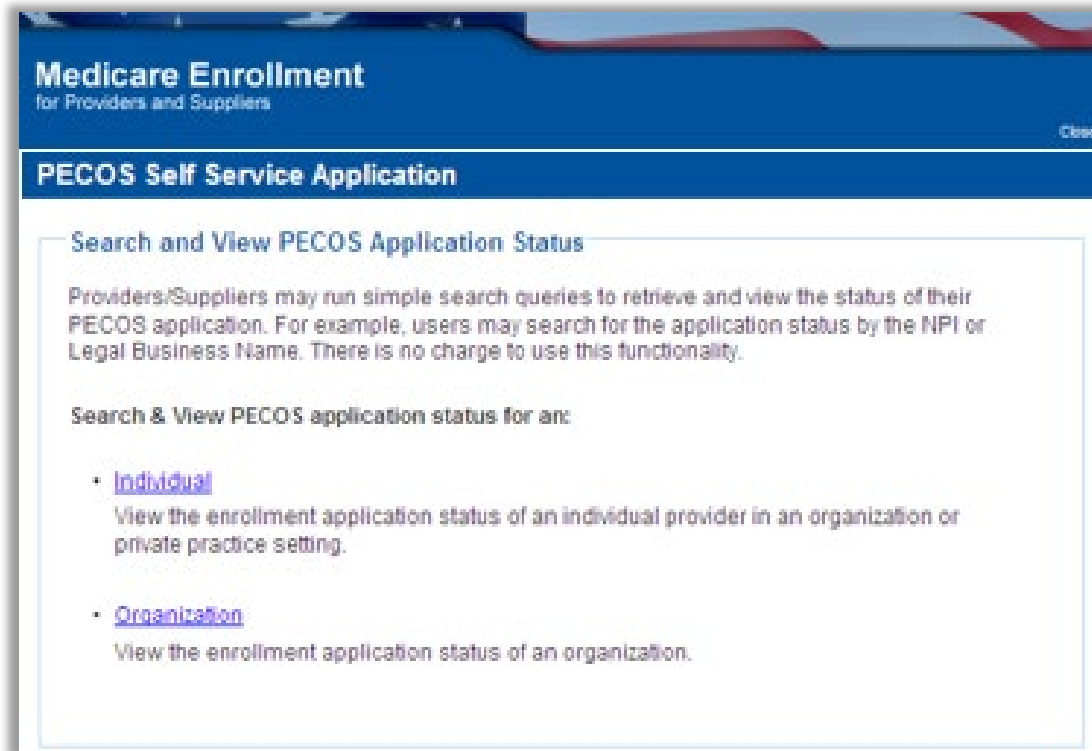 Medicare Enrollment
for Providers and Suppliers
PECOS Self Service Application
Search and View PECOS Application Status
Providers/Suppliers may run simple search queries to retrieve and view the status of their
PECOS application. For example, users may search for the application status by the NPI or
Legal Business Name. There is no charge to use this functionality.
Search & View PECOS application status for an:
• Individual
View the enrollment application status of an individual provider in an organization or
private practice setting.
• Organization
View the enrollment application status of an organization.